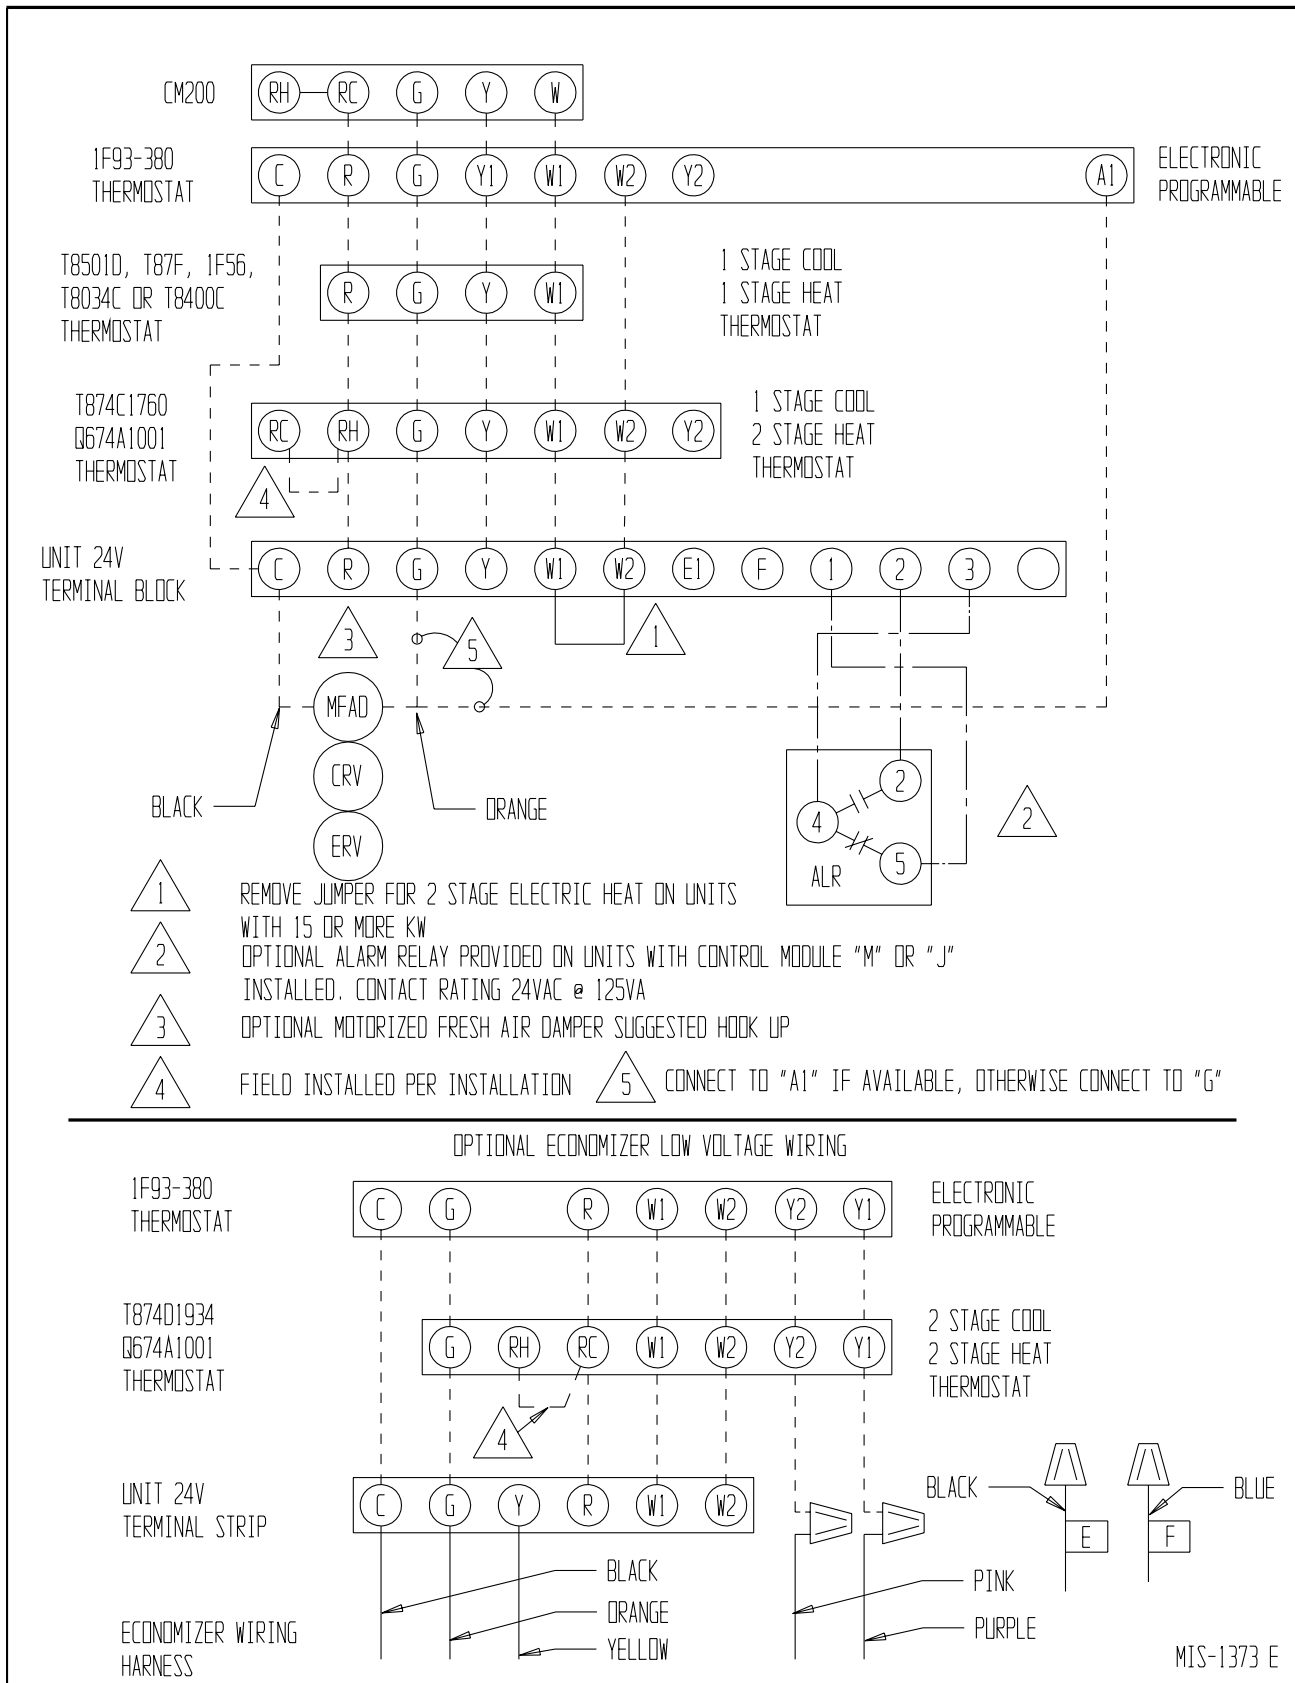 CM200
RH RC G Y W
1F93-380
THERMOSTAT
C R G Y1 W1 W2 Y2 A1
ELECTRONIC
PROGRAMMABLE
T8501D, T87F, 1F56,
T8034C OR T8400C
THERMOSTAT
R G Y W1
1 STAGE COOL
1 STAGE HEAT
THERMOSTAT
T874C1760
Q674A1001
THERMOSTAT
RC RH G Y W1 W2 Y2
1 STAGE COOL
2 STAGE HEAT
THERMOSTAT
4
UNIT 24V
TERMINAL BLOCK
C R G Y W1 W2 E1 F 1 2 3
3
5
1
MFAD
CRV
ERV
BLACK
ORANGE
2
4
5
ALR
2
1
REMOVE JUMPER FOR 2 STAGE ELECTRIC HEAT ON UNITS
WITH 15 OR MORE KW
2
OPTIONAL ALARM RELAY PROVIDED ON UNITS WITH CONTROL MODULE "M" OR "J"
INSTALLED. CONTACT RATING 24VAC @ 125VA
3
OPTIONAL MOTORIZED FRESH AIR DAMPER SUGGESTED HOOK UP
4
FIELD INSTALLED PER INSTALLATION
5
CONNECT TO "A1" IF AVAILABLE, OTHERWISE CONNECT TO "G"
OPTIONAL ECONOMIZER LOW VOLTAGE WIRING
1F93-380
THERMOSTAT
C G R W1 W2 Y2 Y1
ELECTRONIC
PROGRAMMABLE
T874D1934
Q674A1001
THERMOSTAT
G RH RC W1 W2 Y2 Y1
2 STAGE COOL
2 STAGE HEAT
THERMOSTAT
4
UNIT 24V
TERMINAL STRIP
C G Y R W1 W2
BLACK
E
F
BLUE
BLACK
ORANGE
YELLOW
PINK
PURPLE
ECONOMIZER WIRING
HARNESS
MIS-1373 E